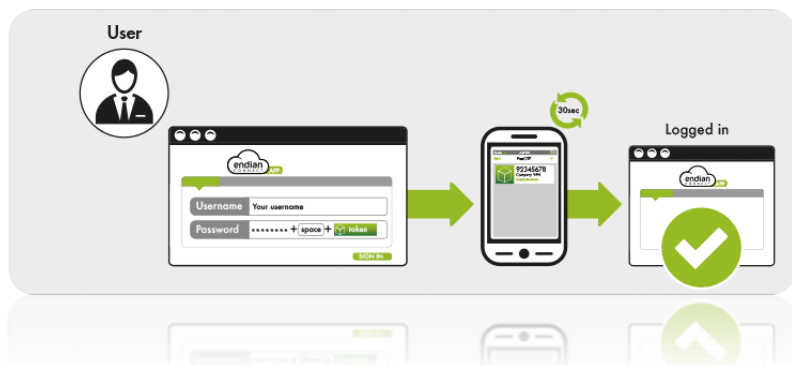 User
30sec
Logged in
endian
CONNECT APP
Username Your username
Password •••••••• + space + token
SIGN IN
FreeOTP +
92345678
Company VPN
endian
CONNECT APP